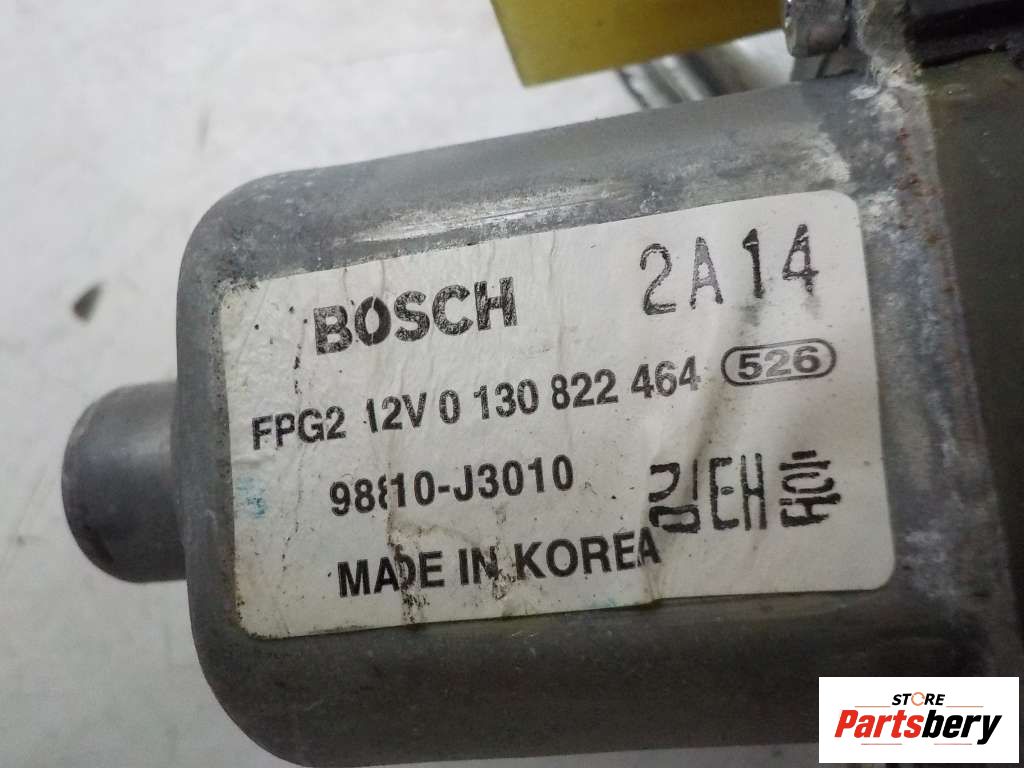 BOSCH 2A14
FPG2 12V 0 130 822 464 526
98810-J3010
MADE IN KOREA
STORE
Partsbery